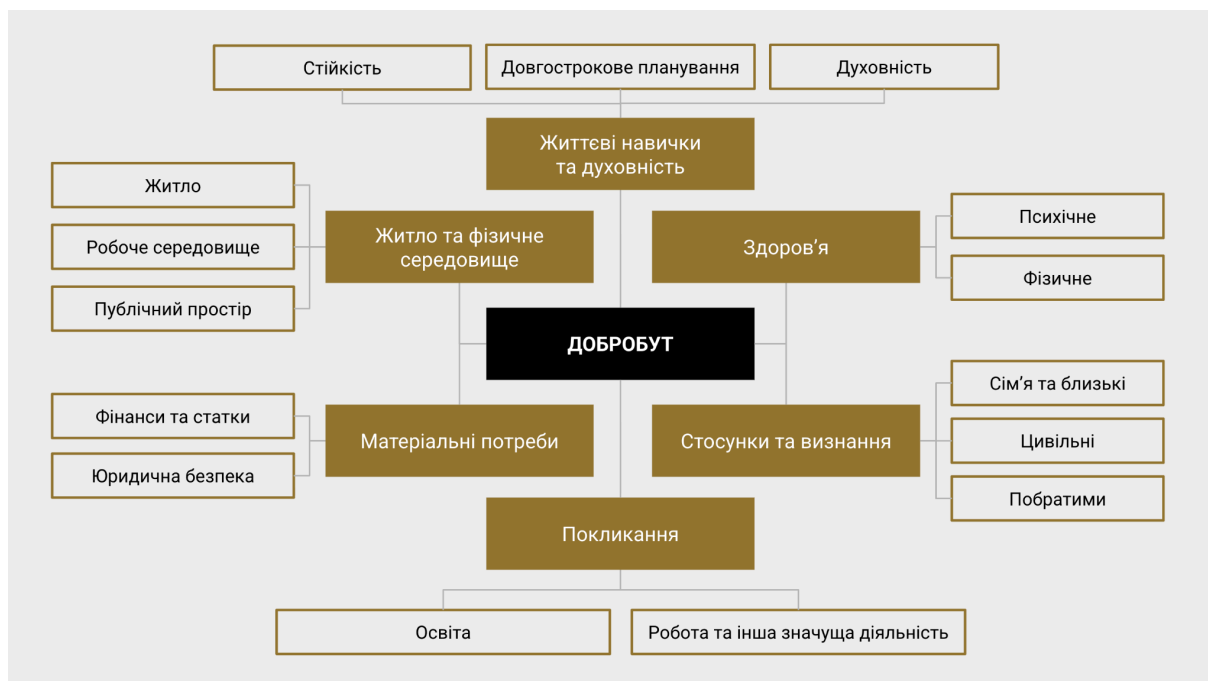 Стійкість
Довгострокове планування
Духовність
Життєві навички
та духовність
Житло
Робоче середовище
Публічний простір
Житло та фізичне
середовище
Здоров’я
Психічне
Фізичне
ДОБРОБУТ
Фінанси та статки
Юридична безпека
Матеріальні потреби
Стосунки та визнання
Сім’я та близькі
Цивільні
Побратими
Покликання
Освіта
Робота та інша значуща діяльність